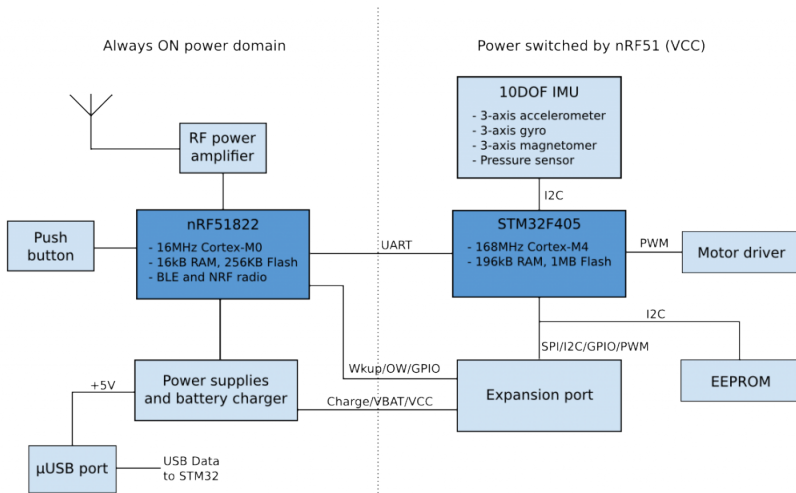 Always ON power domain
Power switched by nRF51 (VCC)
10DOF IMU
- 3-axis accelerometer
- 3-axis gyro
- 3-axis magnetomer
- Pressure sensor
RF power
amplifier
I2C
nRF51822
- 16MHz Cortex-M0
- 16kB RAM, 256KB Flash
- BLE and NRF radio
STM32F405
- 168MHz Cortex-M4
- 196kB RAM, 1MB Flash
Push
button
UART
PWM
Motor driver
I2C
SPI/I2C/GPIO/PWM
Wkup/OW/GPIO
+5V
Power supplies
and battery charger
Charge/VBAT/VCC
Expansion port
EEPROM
µUSB port
USB Data
to STM32